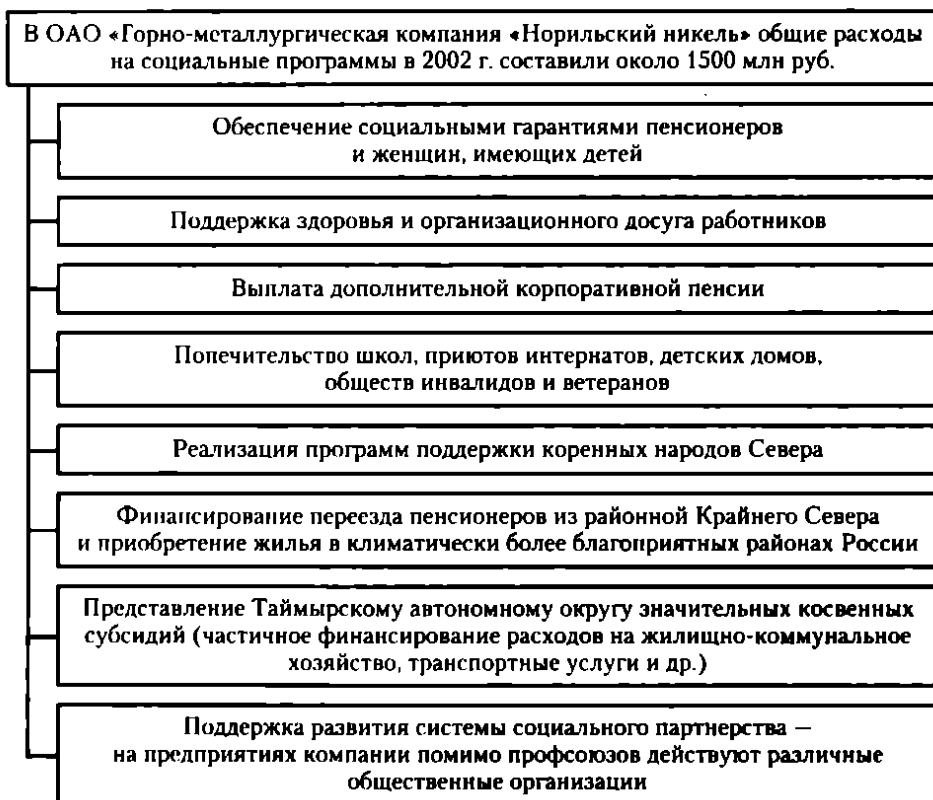 В ОАО «Горно-металлургическая компания «Норильский никель» общие расходы
на социальные программы в 2002 г. составили около 1500 млн руб.
Обеспечение социальными гарантиями пенсионеров
и женщин, имеющих детей
Поддержка здоровья и организационного досуга работников
Выплата дополнительной корпоративной пенсии
Попечительство школ, приютов интернатов, детских домов,
обществ инвалидов и ветеранов
Реализация программ поддержки коренных народов Севера
Финансирование переезда пенсионеров из районной Крайнего Севера
и приобретение жилья в климатически более благоприятных районах России
Представление Таймырскому автономному округу значительных косвенных
субсидий (частичное финансирование расходов на жилищно-коммунальное
хозяйство, транспортные услуги и др.)
Поддержка развития системы социального партнерства —
на предприятиях компании помимо профсоюзов действуют различные
общественные организации